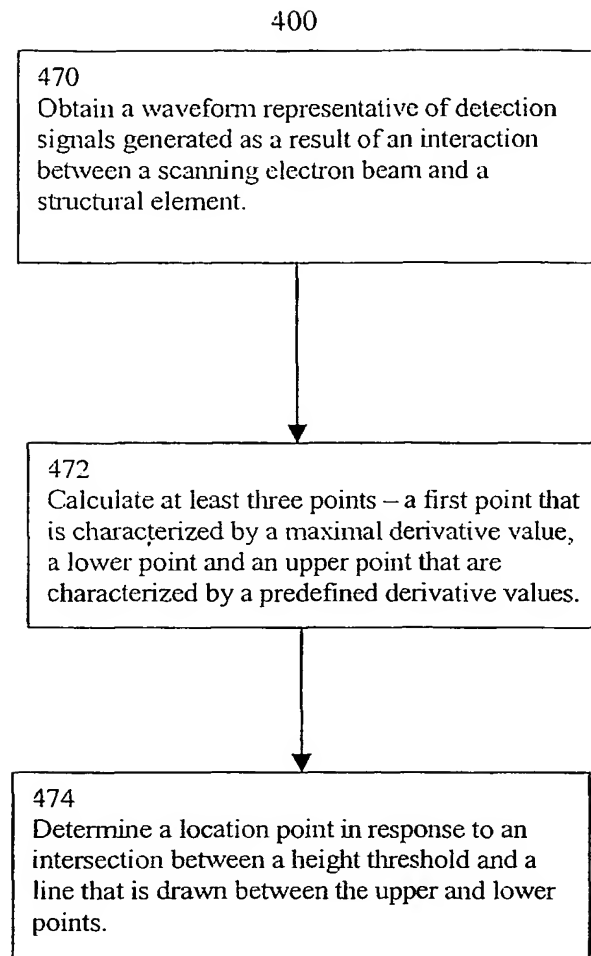 400
470
Obtain a waveform representative of detection
signals generated as a result of an interaction
between a scanning electron beam and a
structural element.
472
Calculate at least three points – a first point that
is characterized by a maximal derivative value,
a lower point and an upper point that are
characterized by a predefined derivative values.
474
Determine a location point in response to an
intersection between a height threshold and a
line that is drawn between the upper and lower
points.